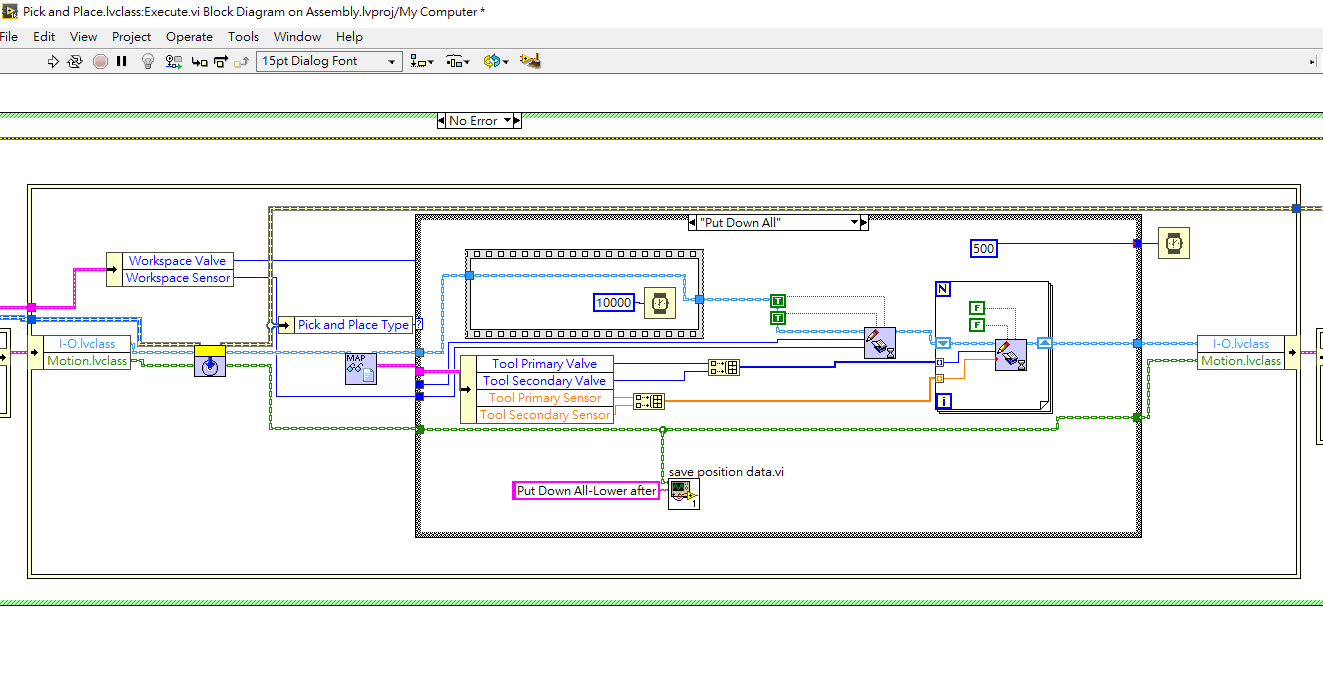 Pick and Place.lvclass:Execute.vi Block Diagram on Assembly.lvproj/My Computer *
File Edit View Project Operate Tools Window Help
15pt Dialog Font
No Error
"Put Down All"
500
Workspace Valve
Workspace Sensor
N
10000
T
F
T
F
Pick and Place Type
?
I-O.lvclass
Motion.lvclass
MAP
Tool Primary Valve
Tool Secondary Valve
Tool Primary Sensor
Tool Secondary Sensor
i
I-O.lvclass
Motion.lvclass
save position data.vi
Put Down All-Lower after
1